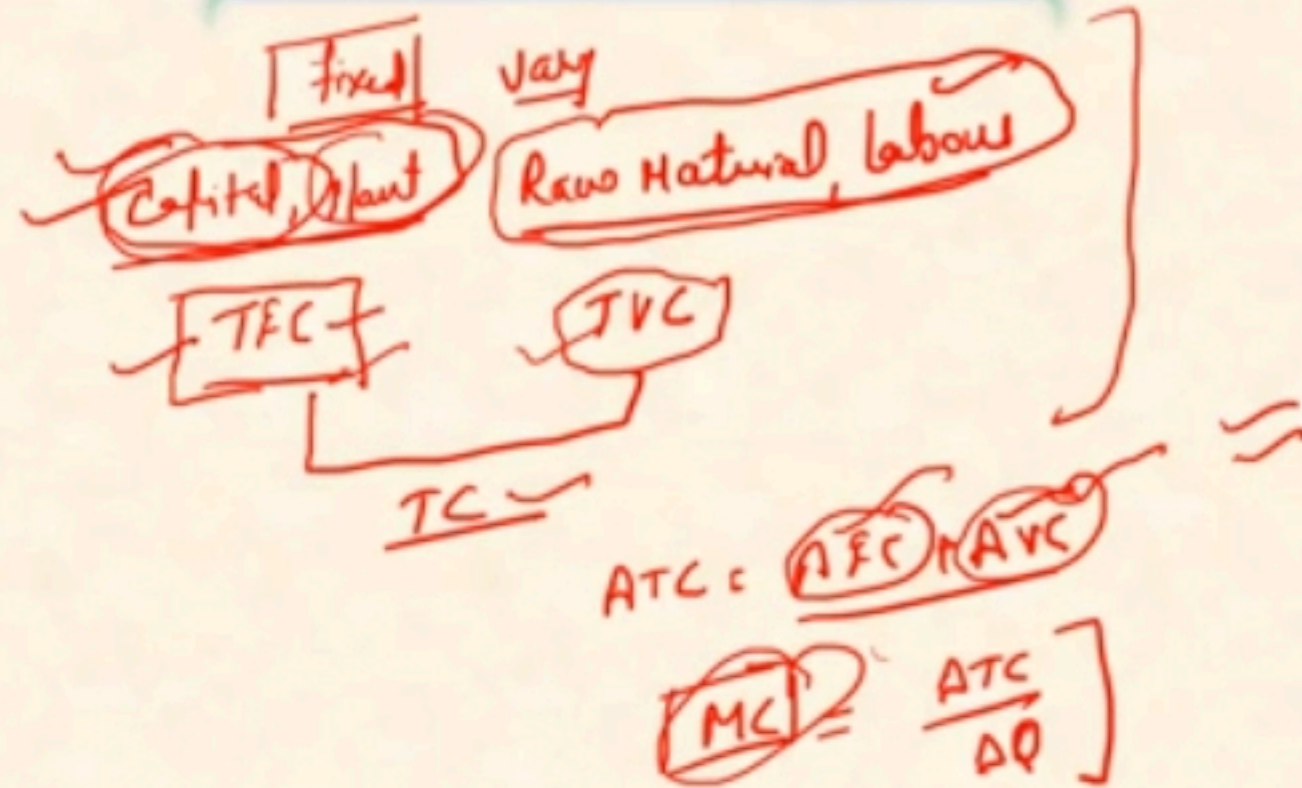 Fixed Vary
Capital, Plant Raw Material, Labour
TFC TVC
TC
ATC = AFC + AVC
MC = ΔTC
ΔQ